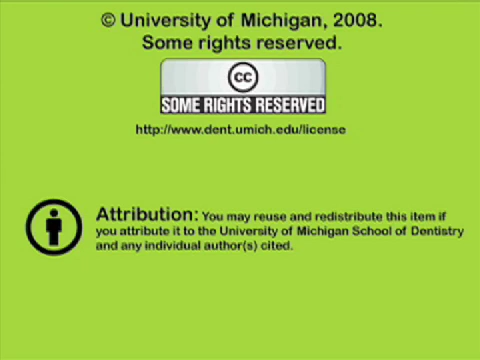 © University of Michigan, 2008.
Some rights reserved.
cc
SOME RIGHTS RESERVED
http://www.dent.umich.edu/license
Attribution: You may reuse and redistribute this item if
you attribute it to the University of Michigan School of Dentistry
and any individual author(s) cited.